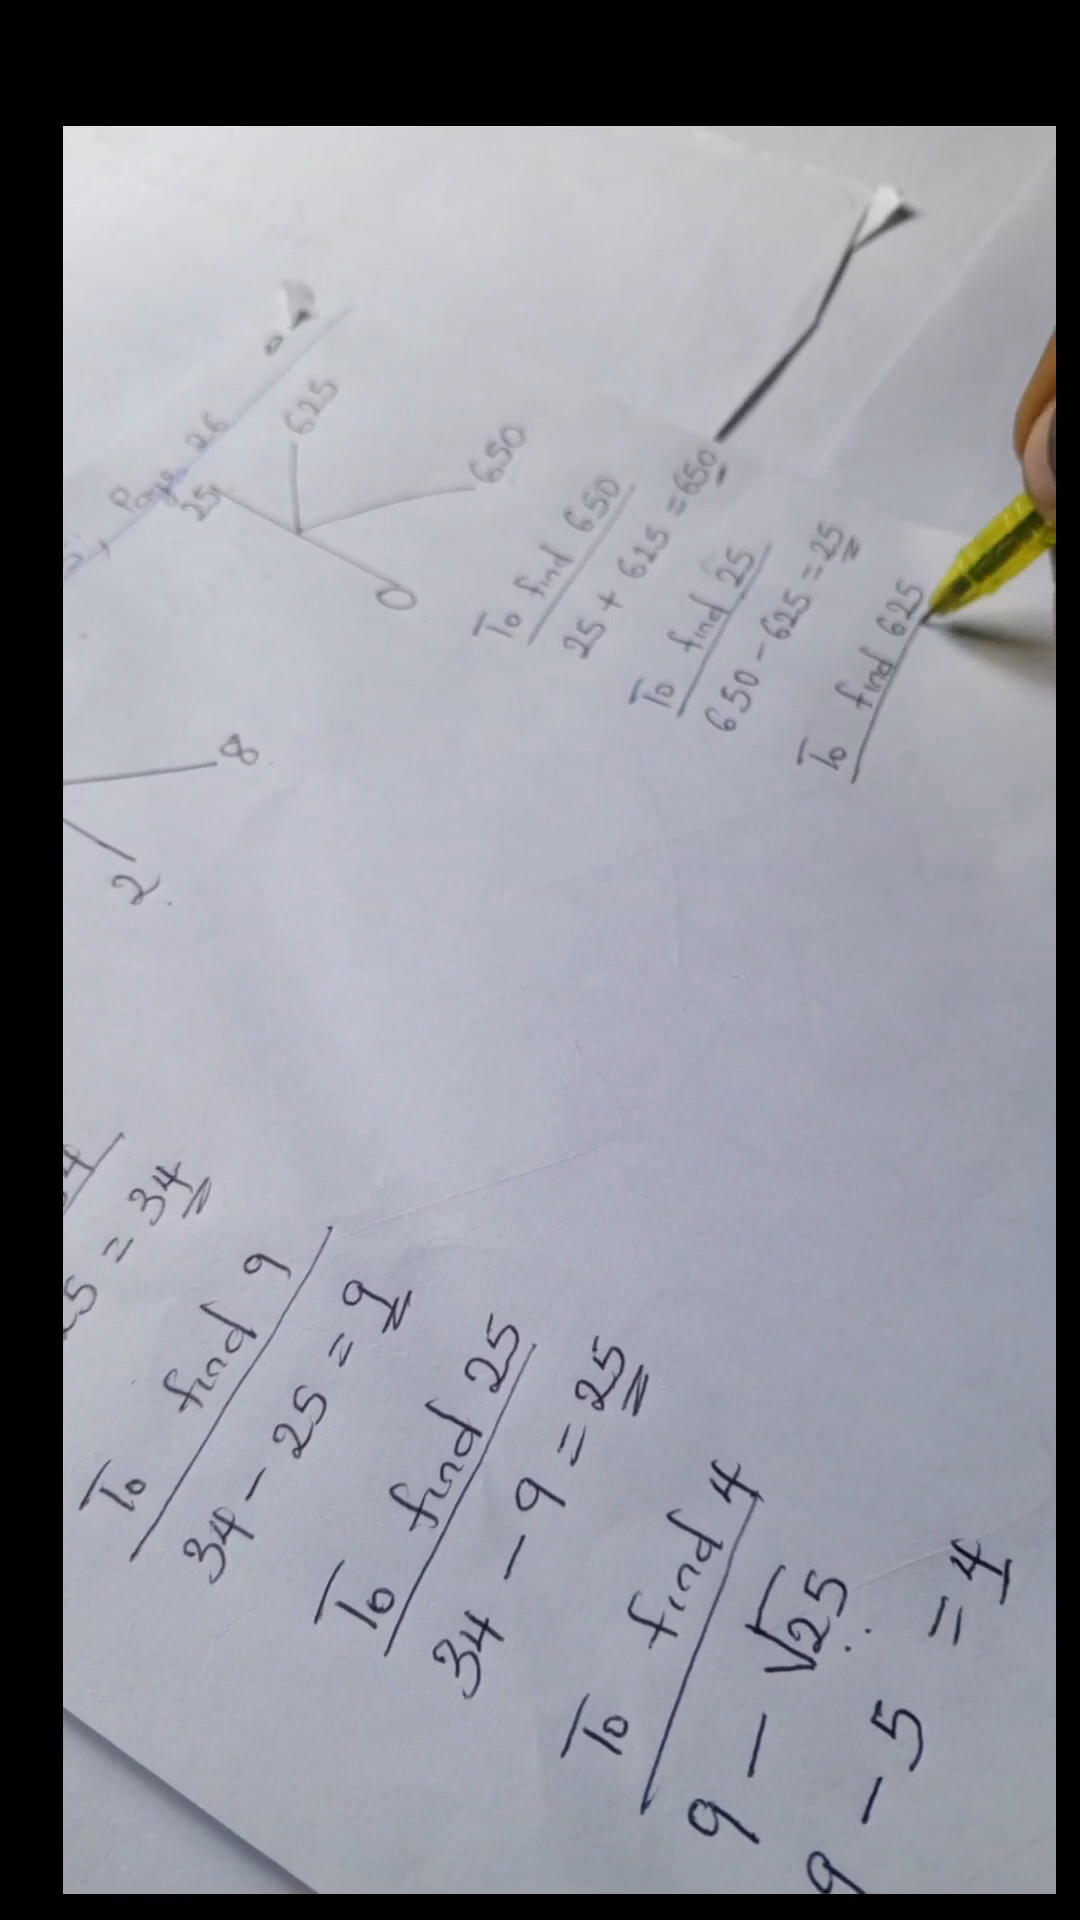 Page 26
25
625
650
0
To find 650
25 + 625 = 650
To find 25
650 - 625 = 25
To find 625
8
2
5 = 34
To find 9
34 - 25 = 9
To find 25
34 - 9 = 25
To find 4
9 - √25
9 - 5 = 4